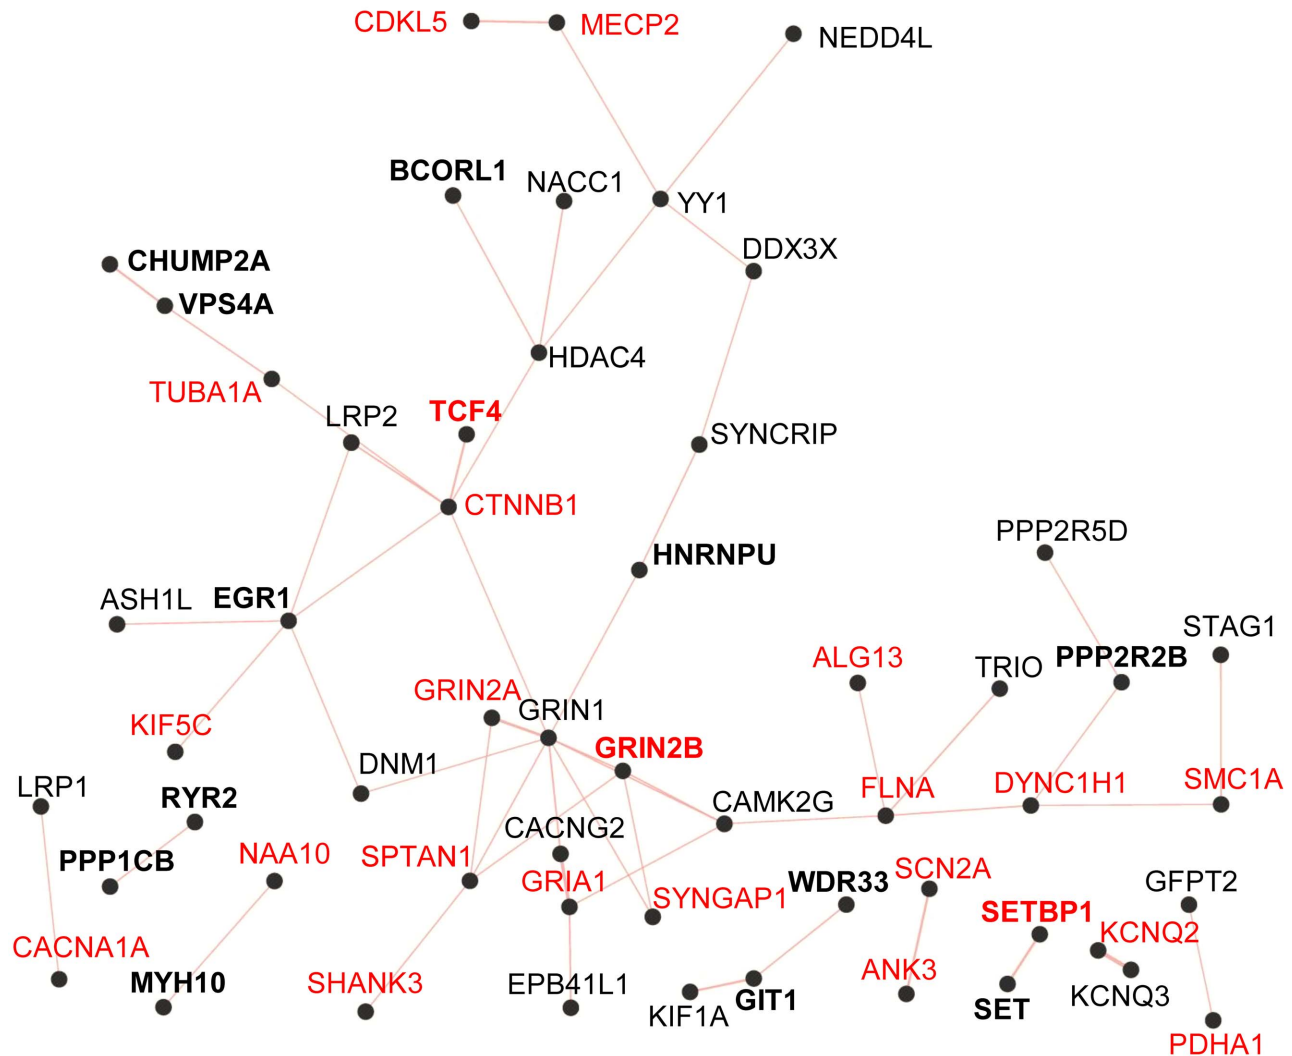 CDKL5
MECP2
NEDD4L
BCORL1
NACC1
YY1
DDX3X
CHUMP2A
VPS4A
HDAC4
TUBA1A
LRP2
TCF4
SYNCRIP
CTNNB1
PPP2R5D
HNRNPU
ASH1L
EGR1
STAG1
ALG13
TRIO
PPP2R2B
GRIN2A
GRIN1
KIF5C
GRIN2B
DNM1
LRP1
RYR2
CAMK2G
FLNA
DYNC1H1
SMC1A
CACNG2
PPP1CB
NAA10
SPTAN1
GRIA1
SYNGAP1
WDR33
SCN2A
GFPT2
SETBP1
KCNQ2
CACNA1A
MYH10
SHANK3
EPB41L1
KIF1A
GIT1
ANK3
SET
KCNQ3
PDHA1